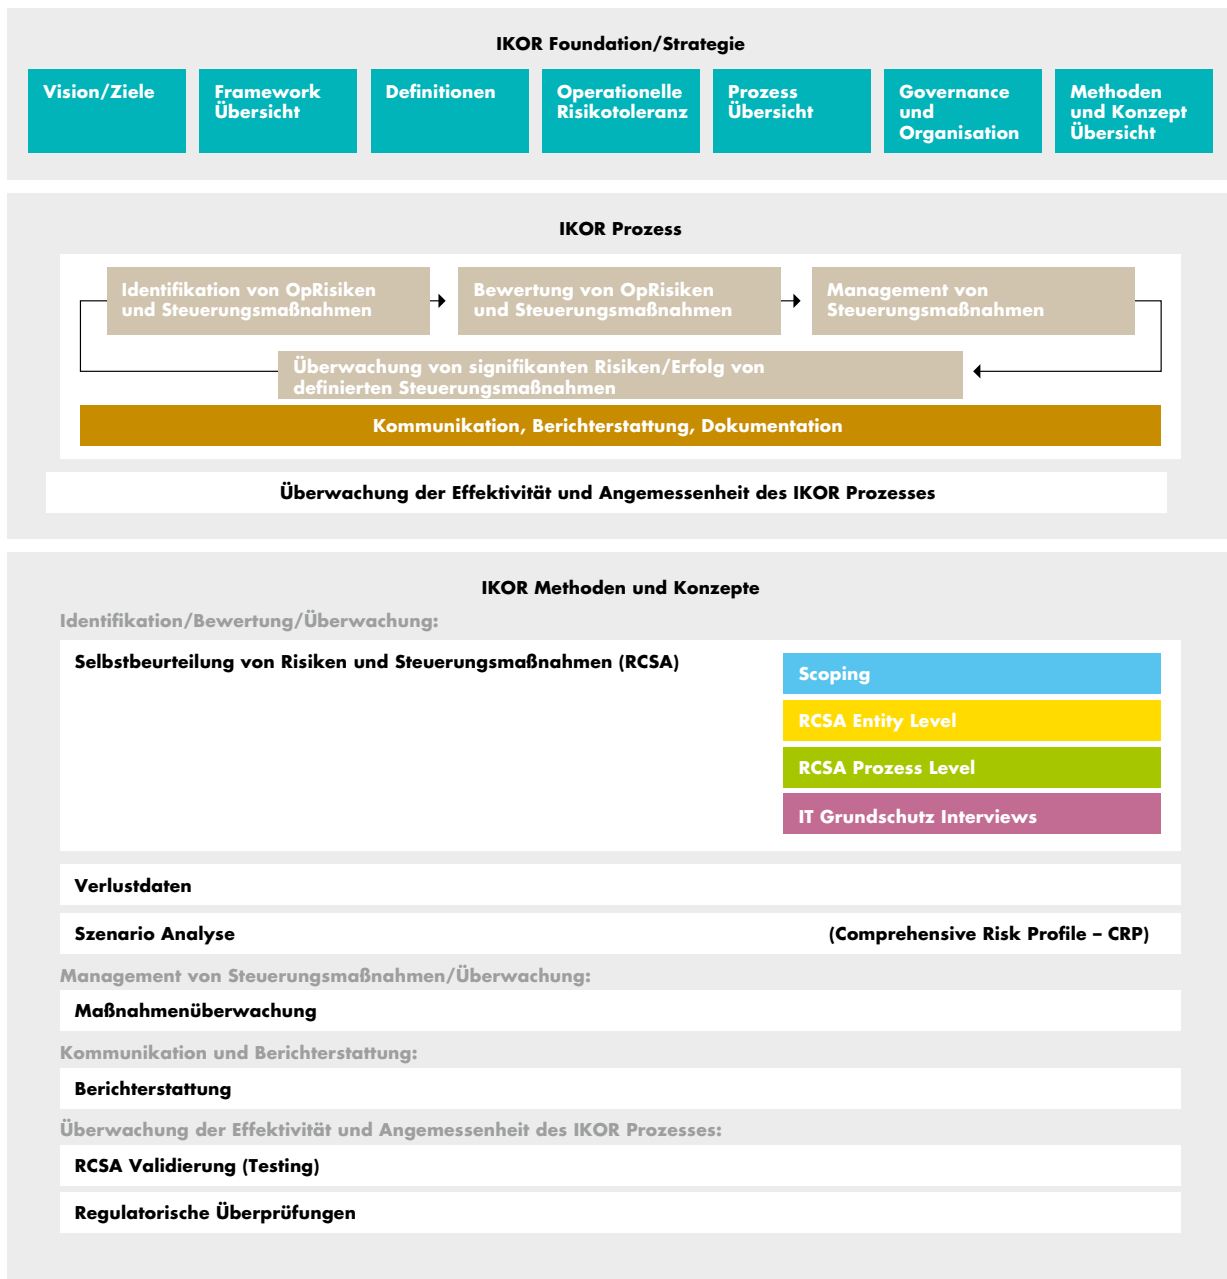 IKOR Foundation/Strategie
Vision/Ziele
Framework
Übersicht
Definitionen
Operationelle
Risikotoleranz
Prozess
Übersicht
Governance
und
Organisation
Methoden
und Konzept
Übersicht
IKOR Prozess
Identifikation von OpRisiken
und Steuerungsmaßnahmen
Bewertung von OpRisiken
und Steuerungsmaßnahmen
Management von
Steuerungsmaßnahmen
Überwachung von signifikanten Risiken/Erfolg von
definierten Steuerungsmaßnahmen
Kommunikation, Berichterstattung, Dokumentation
Überwachung der Effektivität und Angemessenheit des IKOR Prozesses
IKOR Methoden und Konzepte
Identifikation/Bewertung/Überwachung:
Selbstbeurteilung von Risiken und Steuerungsmaßnahmen (RCSA)
Scoping
RCSA Entity Level
RCSA Prozess Level
IT Grundschutz Interviews
Verlustdaten
Szenario Analyse (Comprehensive Risk Profile – CRP)
Management von Steuerungsmaßnahmen/Überwachung:
Maßnahmenüberwachung
Kommunikation und Berichterstattung:
Berichterstattung
Überwachung der Effektivität und Angemessenheit des IKOR Prozesses:
RCSA Validierung (Testing)
Regulatorische Überprüfungen